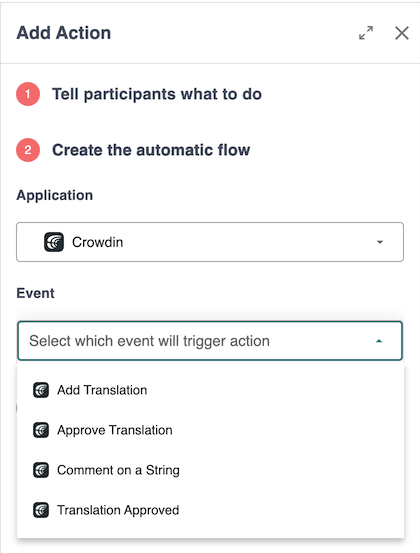 Add Action
1 Tell participants what to do
2 Create the automatic flow
Application
Crowdin
Event
Select which event will trigger action
Add Translation
Approve Translation
Comment on a String
Translation Approved